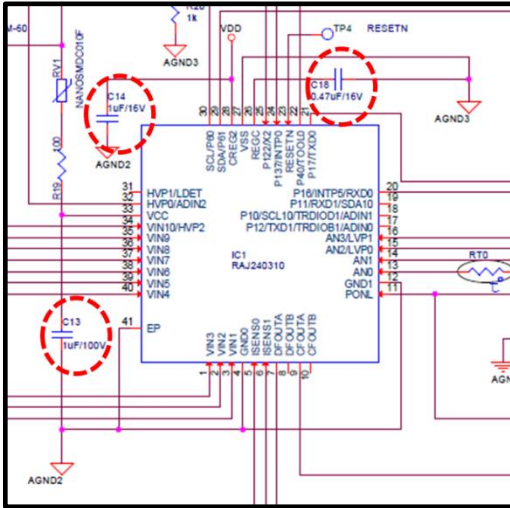 R20
1k
M-60
VDD
TP4
RESETN
AGND3
RV1
NANOSMDC010F
C14
1uF/16V
AGND2
C18
0.47uF/16V
AGND3
100
R19
30
29
28
27
26
25
24
23
22
21
SCL/P60
SDA/P61
CREG2
VSS
REGC
P122/X2
P137/INTP0
RESETN
P40/TOOL0
P17/TXD0
31
32
33
34
35
36
37
38
39
40
HVP1/LDET
HVP0/ADIN2
VCC
VIN10/HVP2
VIN9
VIN8
VIN7
VIN6
VIN5
VIN4
P16/INTP5/RXD0
P11/RXD1/SDA10
P10/SCL10/TRDIOD1/ADIN1
P12/TXD1/TRDIOB1/ADIN0
AN3/LVP1
AN2/LVP0
AN1
AN0
GND1
PONL
20
19
18
17
16
15
14
13
12
11
IC1
RAJ240310
RT0
C13
1uF/100V
41
EP
VIN3
VIN2
VIN1
GND0
ISENS0
ISENS1
DFOUTA
DFOUTB
CFOUTA
CFOUTB
1
2
3
4
5
6
7
8
9
10
AGND2